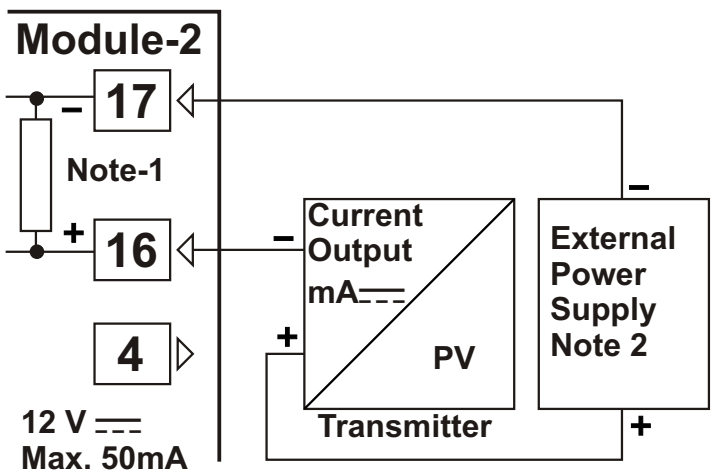 Module-2
17
−
Note-1
+
16
4
12 V
Max. 50mA
−
Current
Output
mA
+
PV
Transmitter
−
External
Power
Supply
Note 2
+